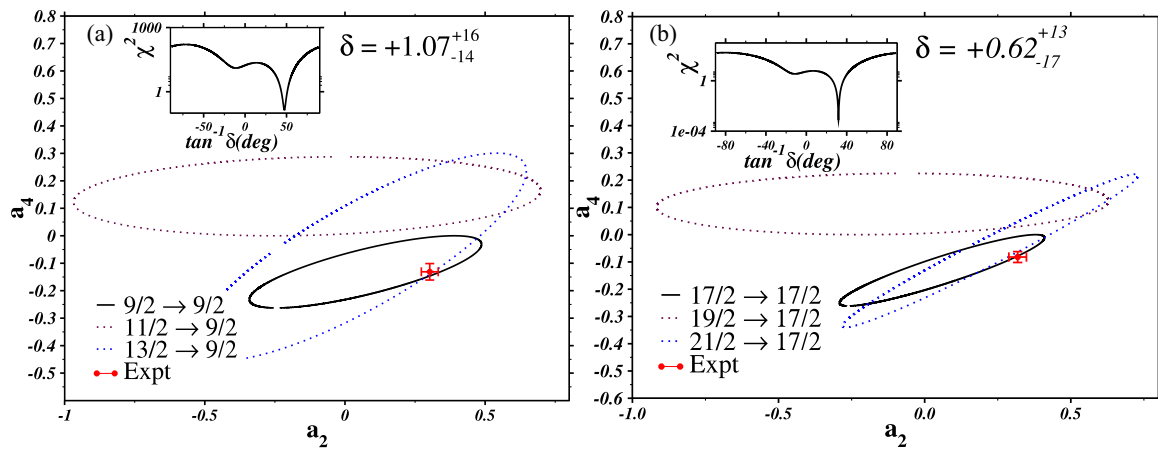 (a)
δ = +1.07+16-14
χ2
1000
1
-50 0 50
tan-1δ(deg)
0.8
0.7
0.6
0.5
0.4
0.3
0.2
0.1
0
-0.1
-0.2
-0.3
-0.4
-0.5
a4
9/2 → 9/2
11/2 → 9/2
13/2 → 9/2
Expt
-1 -0.5 0 0.5
a2
(b)
δ = +0.62+13-17
χ2
1
1e-04
-80 -40 0 40 80
tan-1δ(deg)
0.8
0.7
0.6
0.5
0.4
0.3
0.2
0.1
0.0
-0.1
-0.2
-0.3
-0.4
-0.5
-0.6
a4
17/2 → 17/2
19/2 → 17/2
21/2 → 17/2
Expt
-1.0 -0.5 0.0 0.5
a2